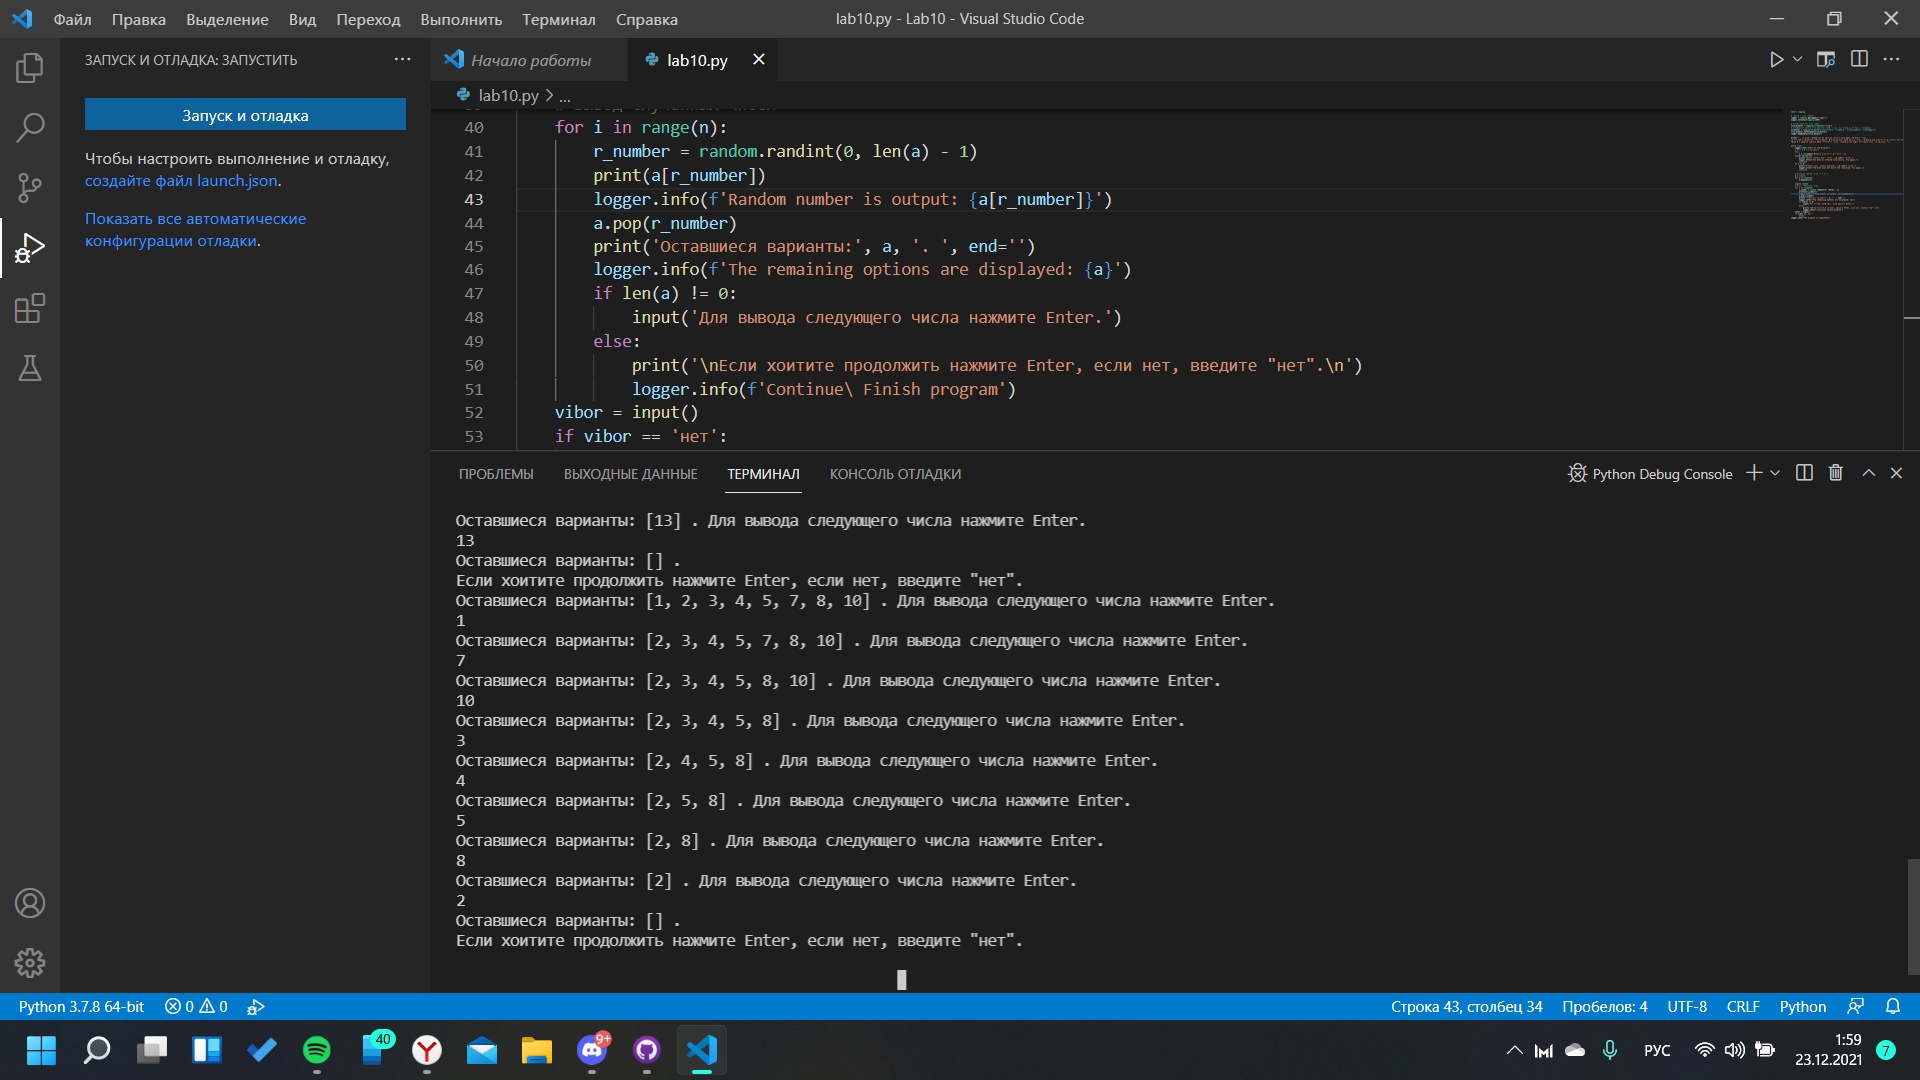 Файл Правка Выделение Вид Переход Выполнить Терминал Справка lab10.py - Lab10 - Visual Studio Code
ЗАПУСК И ОТЛАДКА: ЗАПУСТИТЬ
Запуск и отладка
Чтобы настроить выполнение и отладку,
создайте файл launch.json.
Показать все автоматические
конфигурации отладки.
Начало работы lab10.py
lab10.py > ...
40 for i in range(n):
41 r_number = random.randint(0, len(a) - 1)
42 print(a[r_number])
43 logger.info(f'Random number is output: {a[r_number]}')
44 a.pop(r_number)
45 print('Оставшиеся варианты:', a, '. ', end='')
46 logger.info(f'The remaining options are displayed: {a}')
47 if len(a) != 0:
48 input('Для вывода следующего числа нажмите Enter.')
49 else:
50 print('\nЕсли хоитите продолжить нажмите Enter, если нет, введите "нет".\n')
51 logger.info(f'Continue\ Finish program')
52 vibor = input()
53 if vibor == 'нет':
ПРОБЛЕМЫ ВЫХОДНЫЕ ДАННЫЕ ТЕРМИНАЛ КОНСОЛЬ ОТЛАДКИ Python Debug Console
Оставшиеся варианты: [13] . Для вывода следующего числа нажмите Enter.
13
Оставшиеся варианты: [] .
Если хоитите продолжить нажмите Enter, если нет, введите "нет".
Оставшиеся варианты: [1, 2, 3, 4, 5, 7, 8, 10] . Для вывода следующего числа нажмите Enter.
1
Оставшиеся варианты: [2, 3, 4, 5, 7, 8, 10] . Для вывода следующего числа нажмите Enter.
7
Оставшиеся варианты: [2, 3, 4, 5, 8, 10] . Для вывода следующего числа нажмите Enter.
10
Оставшиеся варианты: [2, 3, 4, 5, 8] . Для вывода следующего числа нажмите Enter.
3
Оставшиеся варианты: [2, 4, 5, 8] . Для вывода следующего числа нажмите Enter.
4
Оставшиеся варианты: [2, 5, 8] . Для вывода следующего числа нажмите Enter.
5
Оставшиеся варианты: [2, 8] . Для вывода следующего числа нажмите Enter.
8
Оставшиеся варианты: [2] . Для вывода следующего числа нажмите Enter.
2
Оставшиеся варианты: [] .
Если хоитите продолжить нажмите Enter, если нет, введите "нет".
Python 3.7.8 64-bit 0 0 Строка 43, столбец 34 Пробелов: 4 UTF-8 CRLF Python
40 9+ РУС 1:59
23.12.2021 7